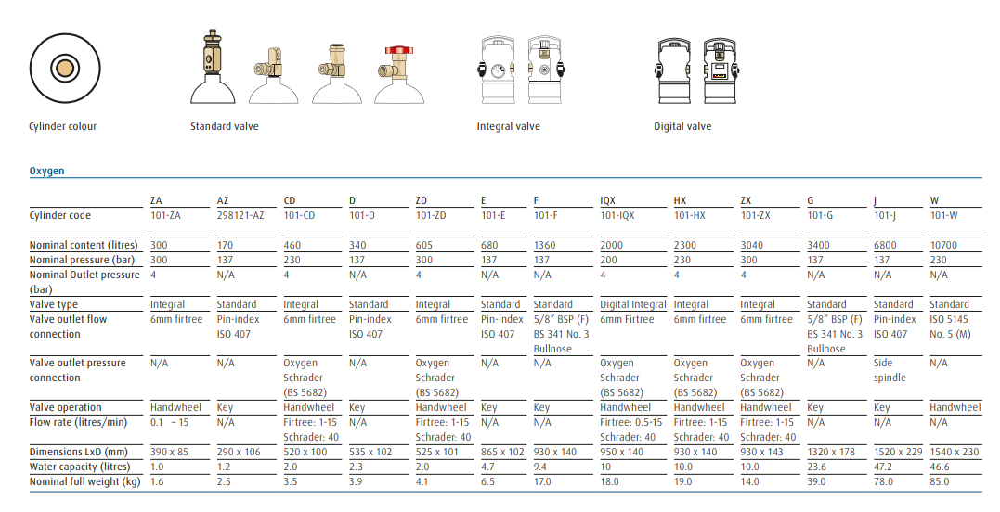 Cylinder colour Standard valve Integral valve Digital valve
Oxygen
ZA AZ CD D ZD E F IQX HX ZX G J W
Cylinder code 101-ZA 298121-AZ 101-CD 101-D 101-ZD 101-E 101-F 101-IQX 101-HX 101-ZX 101-G 101-J 101-W
Nominal content (litres) 300 170 460 340 605 680 1360 2000 2300 3040 3400 6800 10700
Nominal pressure (bar) 300 137 230 137 300 137 137 200 230 300 137 137 230
Nominal Outlet pressure 4 N/A 4 N/A 4 N/A N/A 4 4 4 N/A N/A N/A
(bar)
Valve type Integral Standard Integral Standard Integral Standard Standard Digital Integral Integral Integral Standard Standard Standard
Valve outlet flow 6mm firtree Pin-index 6mm firtree Pin-index 6mm firtree Pin-index 5/8” BSP (F) 6mm Firtree 6mm firtree 6mm firtree 5/8” BSP (F) Pin-index ISO 5145
connection ISO 407 ISO 407 ISO 407 BS 341 No. 3 BS 341 No. 3 ISO 407 No. 5 (M)
Bullnose Bullnose
Valve outlet pressure N/A N/A Oxygen N/A Oxygen N/A N/A Oxygen Oxygen Oxygen N/A Side N/A
connection Schrader Schrader Schrader Schrader Schrader spindle
(BS 5682) (BS 5682) (BS 5682) (BS 5682) (BS 5682)
Valve operation Handwheel Key Handwheel Key Handwheel Key Key Handwheel Handwheel Handwheel Key Key Handwheel
Flow rate (litres/min) 0.1 – 15 N/A Firtree: 1-15 N/A Firtree: 1-15 N/A N/A Firtree: 0.5-15 Firtree: 1-15 Firtree: 1-15 N/A N/A N/A
Schrader: 40 Schrader: 40 Schrader: 40 Schrader: 40 Schrader: 40
Dimensions LxD (mm) 390 x 85 290 x 106 520 x 100 535 x 102 525 x 101 865 x 102 930 x 140 950 x 140 930 x 140 930 x 143 1320 x 178 1520 x 229 1540 x 230
Water capacity (litres) 1.0 1.2 2.0 2.3 2.0 4.7 9.4 10 10.0 10.0 23.6 47.2 46.6
Nominal full weight (kg) 1.6 2.5 3.5 3.9 4.1 6.5 17.0 18.0 19.0 14.0 39.0 78.0 85.0